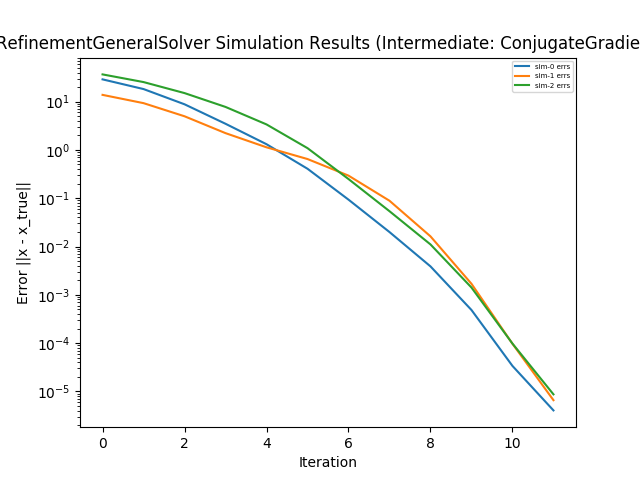 RefinementGeneralSolver Simulation Results (Intermediate: ConjugateGradie
sim-0 errs
sim-1 errs
sim-2 errs
Error ||x - x_true||
10¹
10⁰
10⁻¹
10⁻²
10⁻³
10⁻⁴
10⁻⁵
0 2 4 6 8 10
Iteration